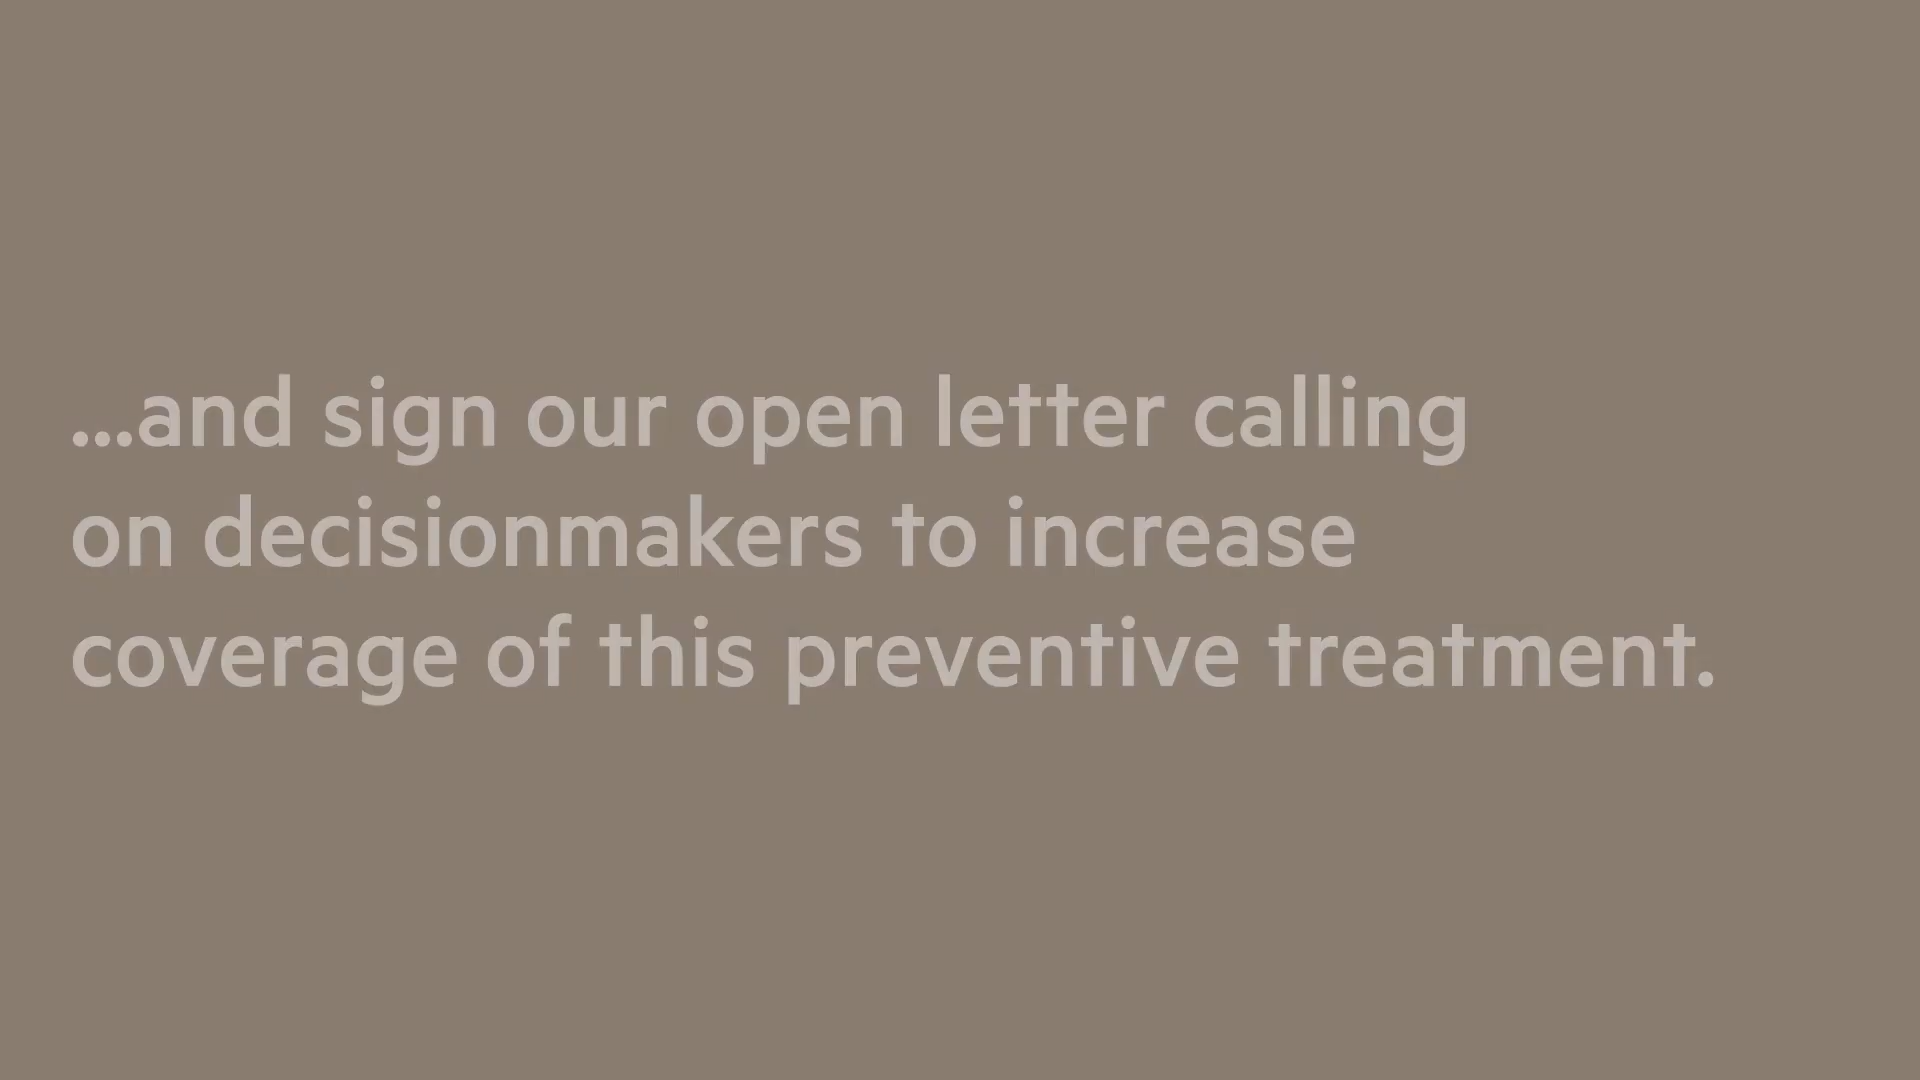 ...and sign our open letter calling
on decisionmakers to increase
coverage of this preventive treatment.